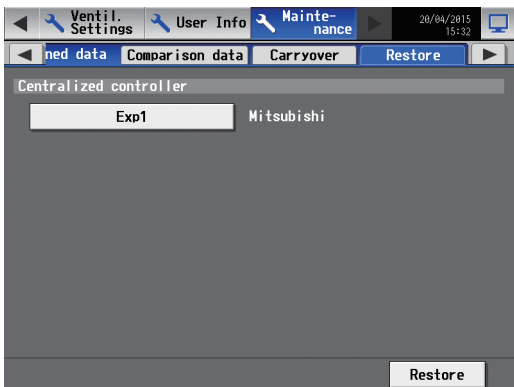 Ventil.
Settings
User Info
Mainte-
nance
20/04/2015
15:32
ned data
Comparison data
Carryover
Restore
Centralized controller
Exp1
Mitsubishi
Restore